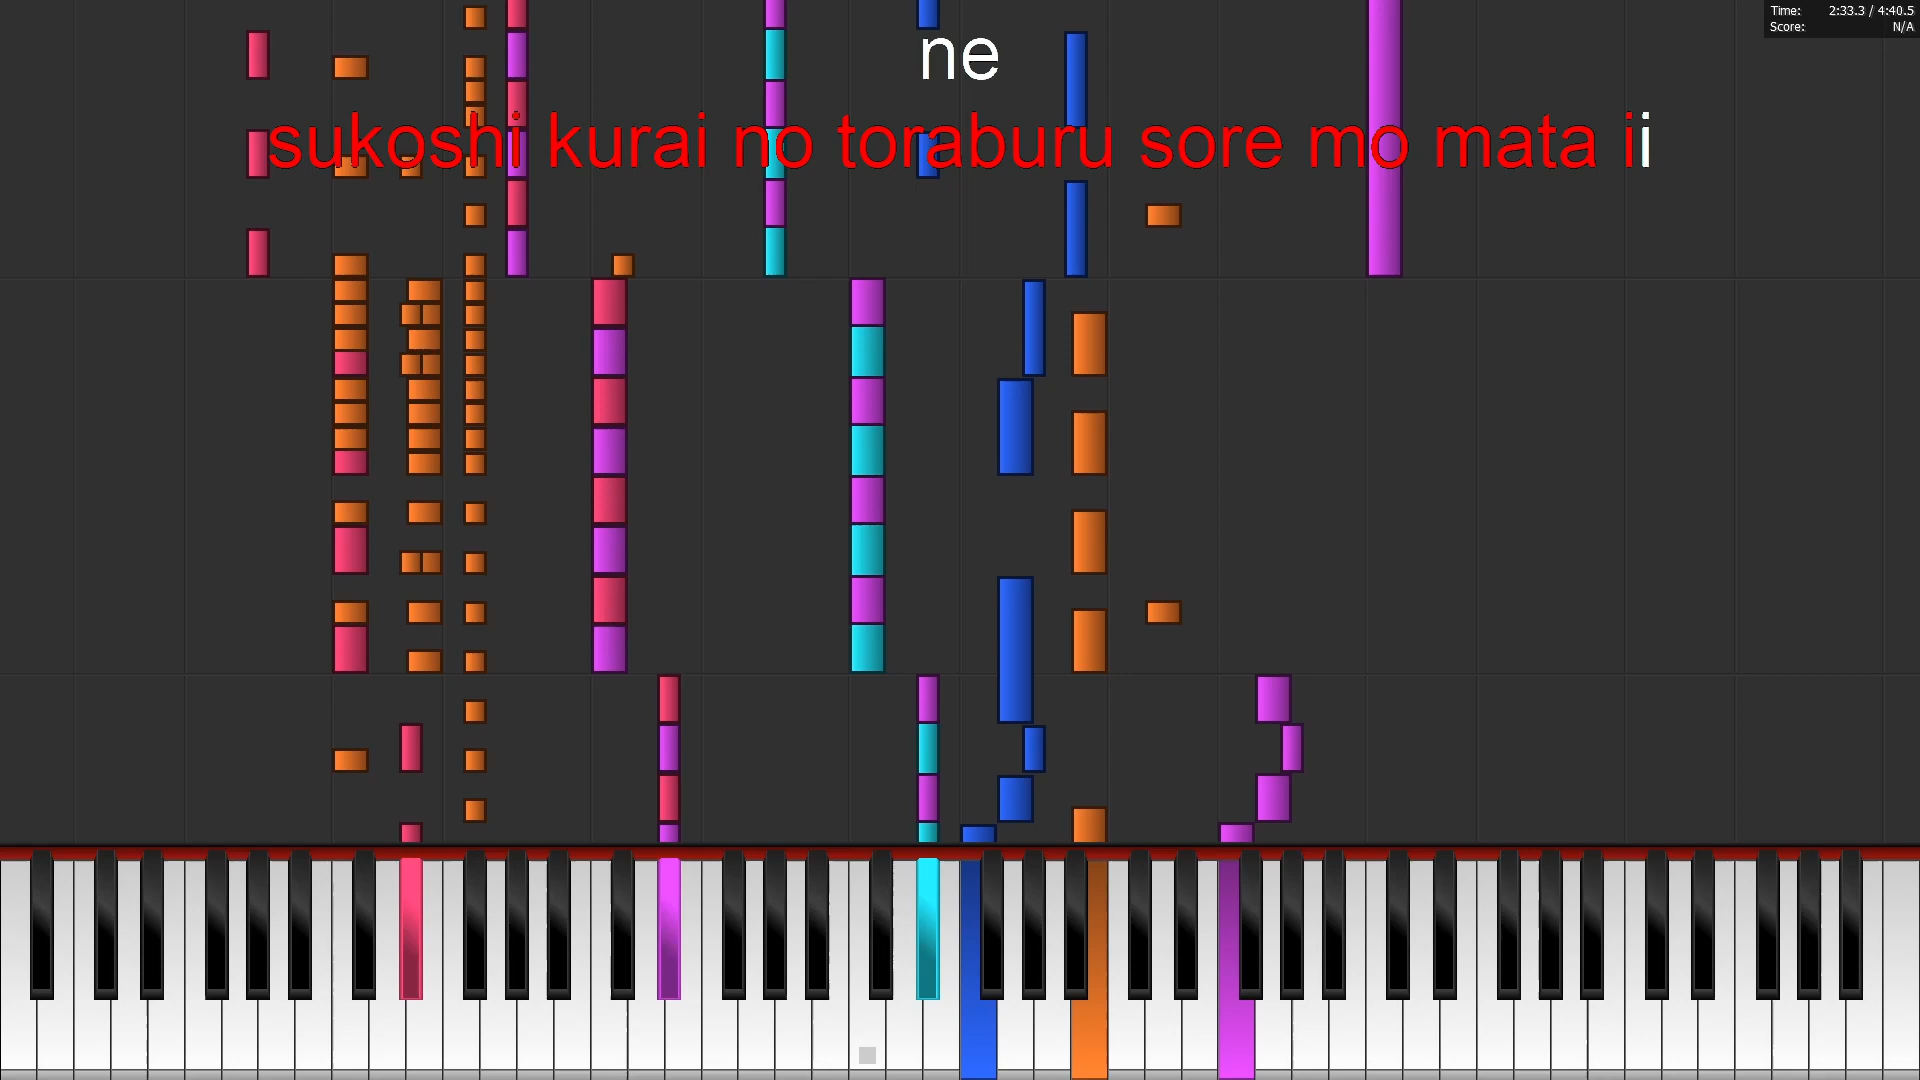 Time: 2:33.3 / 4:40.5
Score: N/A
ne
sukoshi kurai no toraburu sore mo mata ii